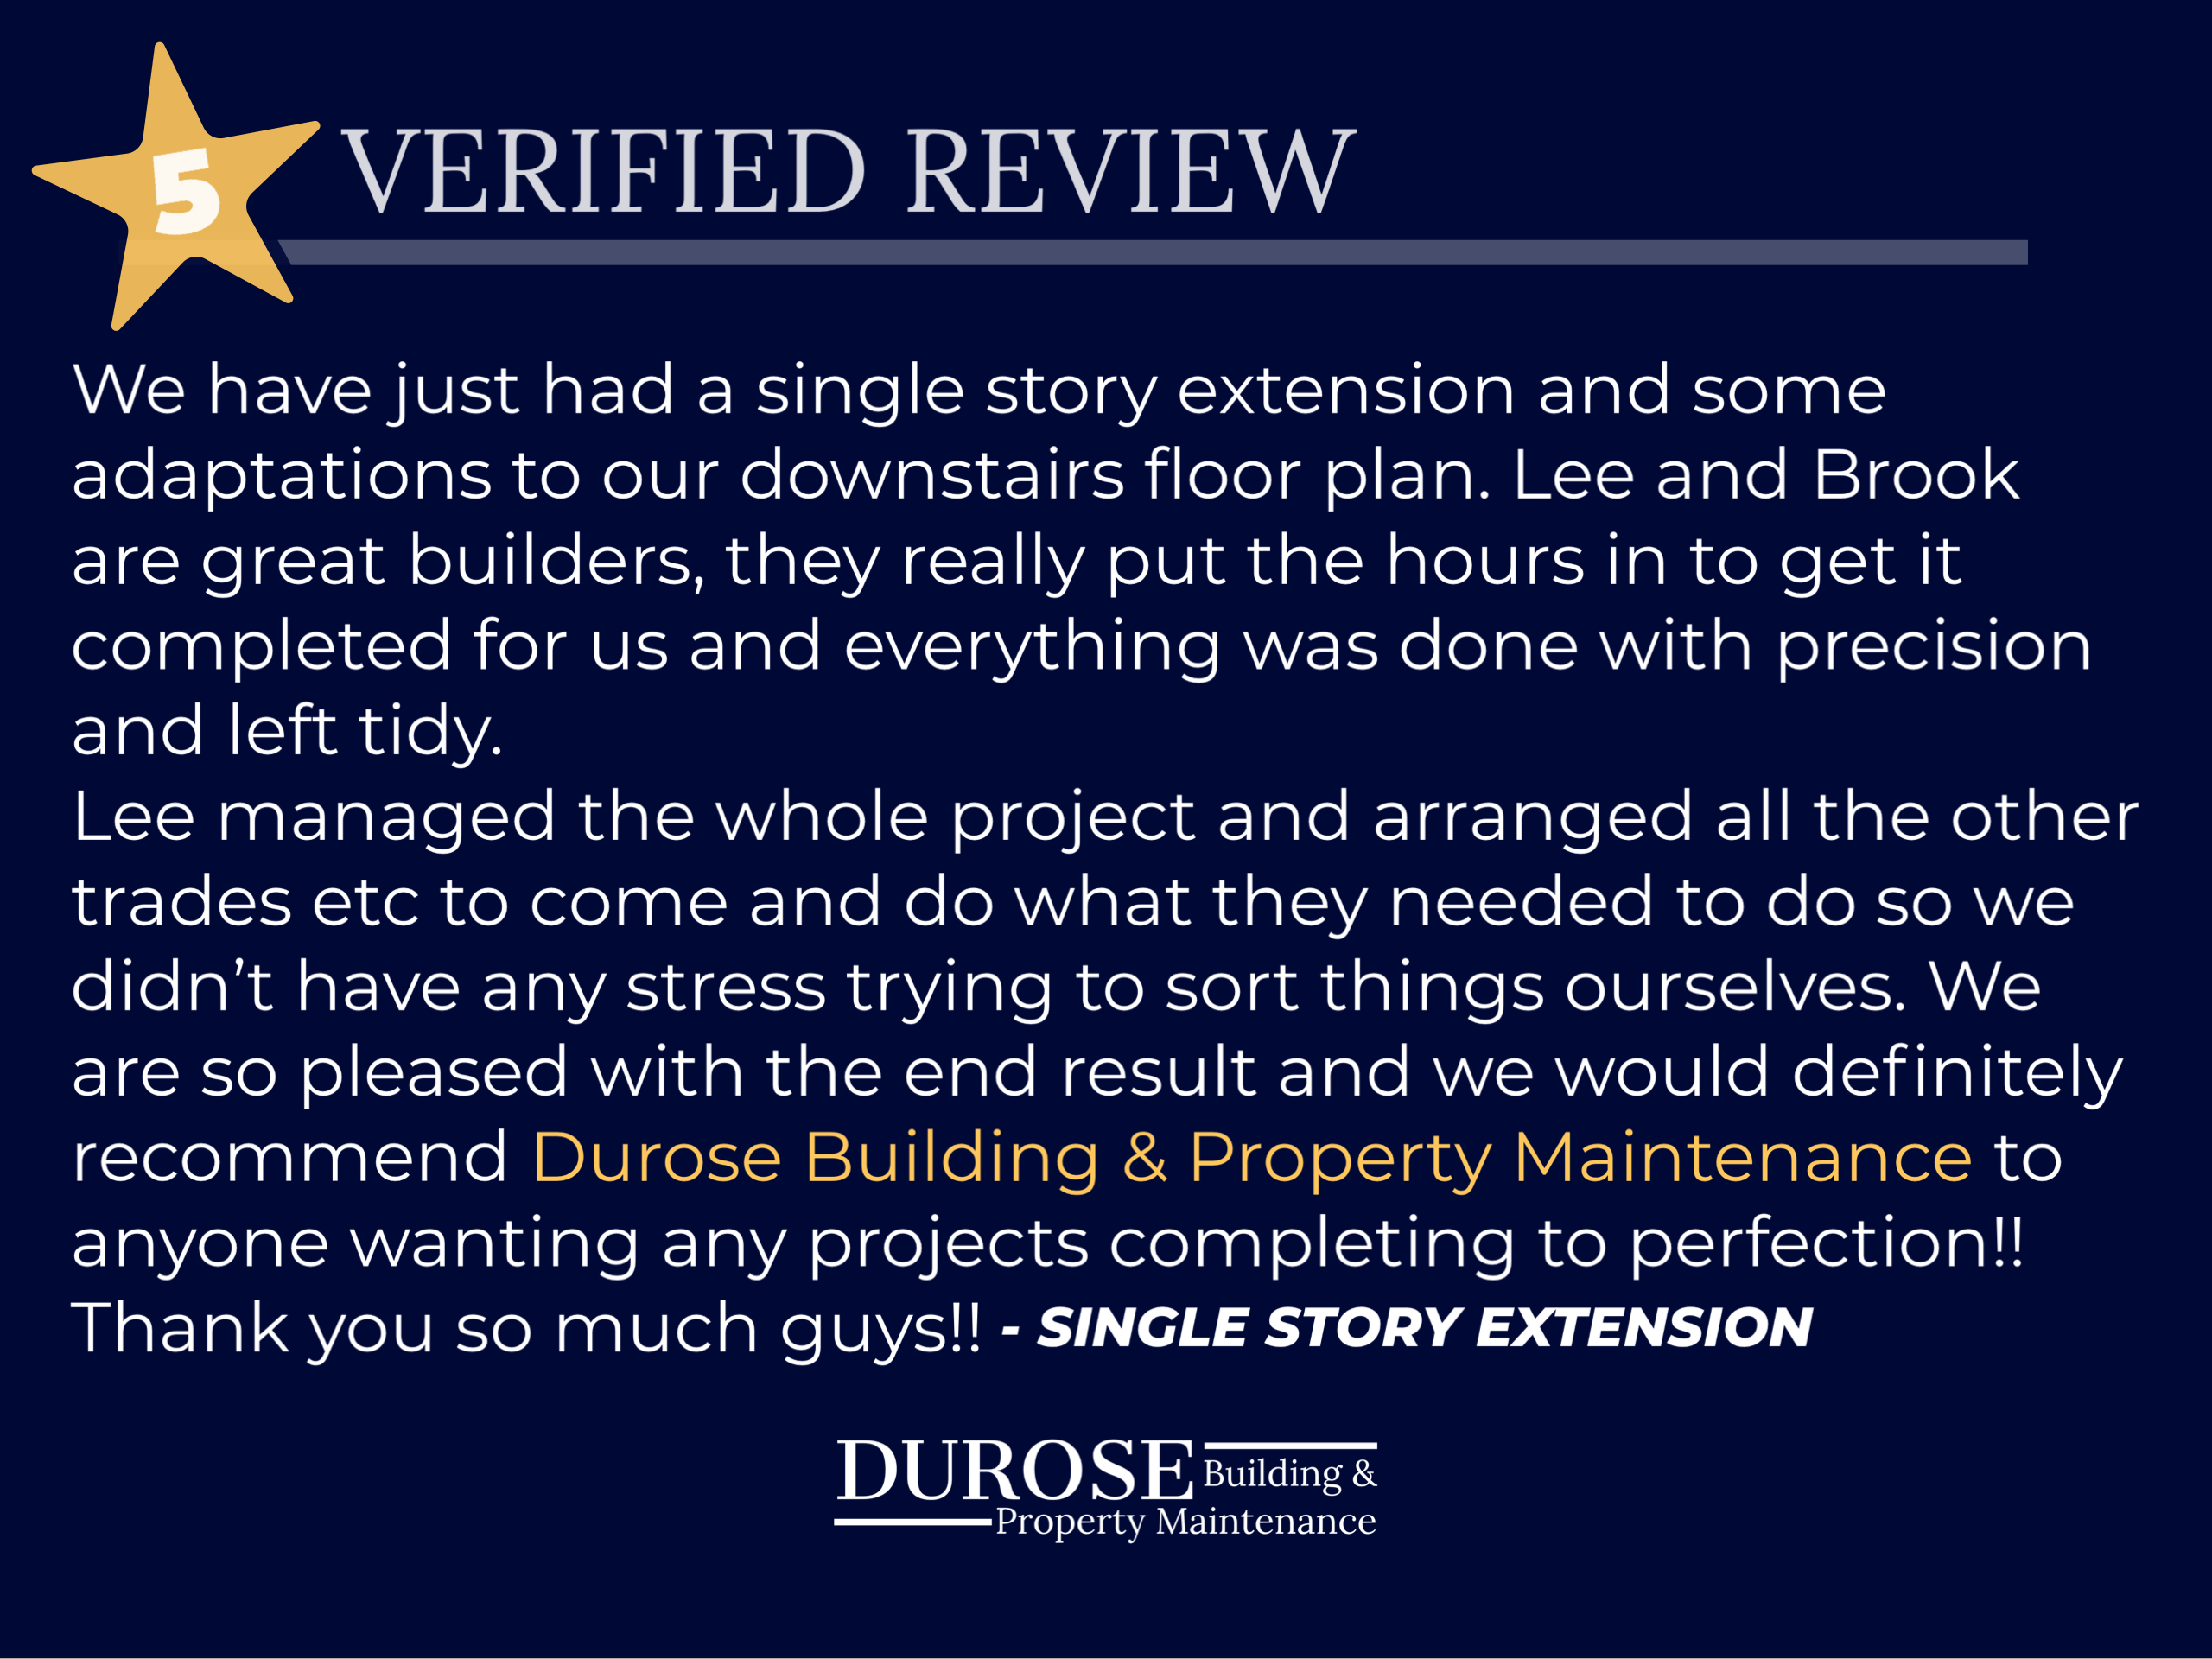 5
VERIFIED REVIEW
We have just had a single story extension and some
adaptations to our downstairs floor plan. Lee and Brook
are great builders, they really put the hours in to get it
completed for us and everything was done with precision
and left tidy.
Lee managed the whole project and arranged all the other
trades etc to come and do what they needed to do so we
didn’t have any stress trying to sort things ourselves. We
are so pleased with the end result and we would definitely
recommend Durose Building & Property Maintenance to
anyone wanting any projects completing to perfection!!
Thank you so much guys!! - SINGLE STORY EXTENSION
DUROSE Building &
Property Maintenance